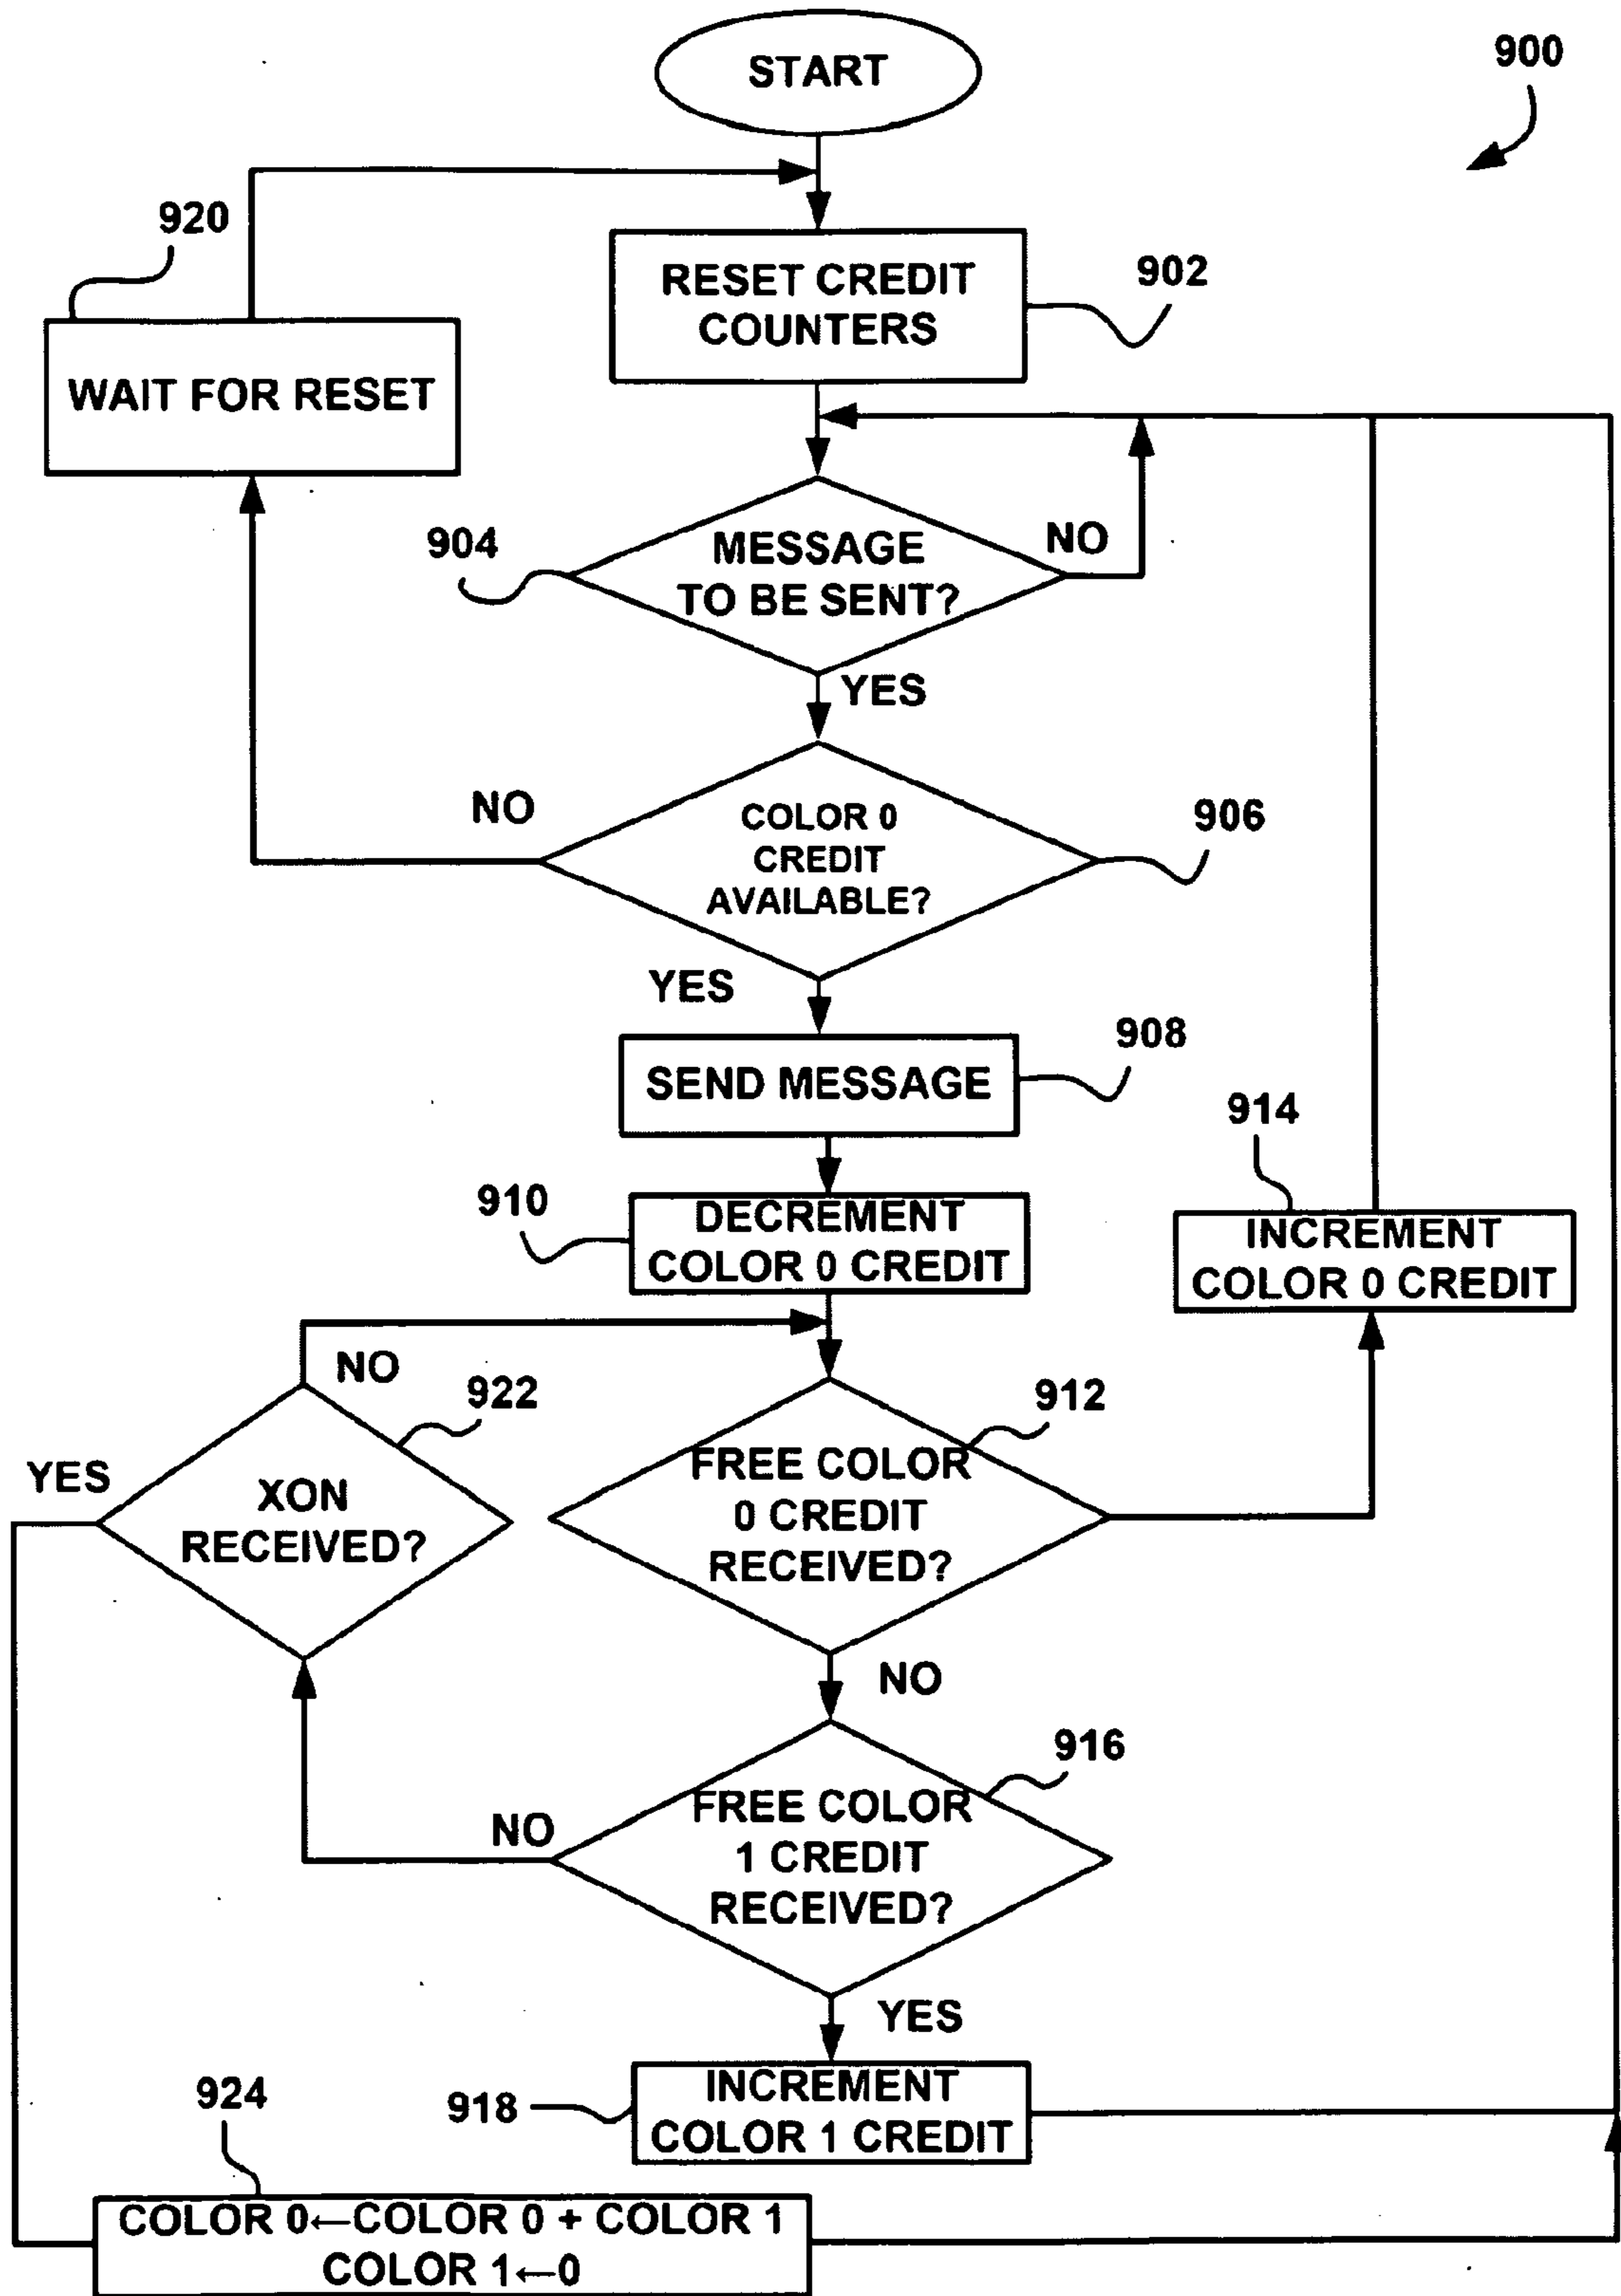 START
900
920
RESET CREDIT
COUNTERS
902
WAIT FOR RESET
904
MESSAGE
TO BE SENT?
NO
YES
NO
COLOR 0
CREDIT
AVAILABLE?
906
YES
SEND MESSAGE
908
914
910
DECREMENT
COLOR 0 CREDIT
INCREMENT
COLOR 0 CREDIT
NO
922
912
YES
XON
RECEIVED?
FREE COLOR
0 CREDIT
RECEIVED?
NO
916
NO
FREE COLOR
1 CREDIT
RECEIVED?
YES
924
918
INCREMENT
COLOR 1 CREDIT
COLOR 0←COLOR 0 + COLOR 1
COLOR 1←0